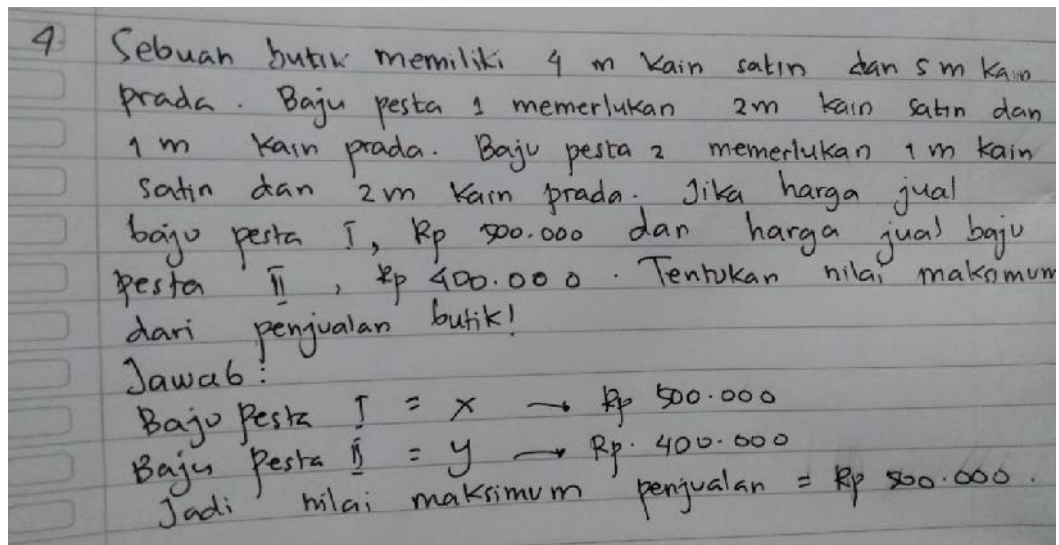 4 Sebuah butik memiliki 4 m kain satin dan 5 m kain
prada. Baju pesta 1 memerlukan 2m kain satin dan
1 m kain prada. Baju pesta 2 memerlukan 1 m kain
satin dan 2 m kain prada. Jika harga jual
baju pesta I, Rp 500.000 dan harga jual baju
pesta II, Rp 400.000. Tentukan nilai maksimum
dari penjualan butik!
Jawab:
Baju Pesta I = x → Rp 500.000
Baju Pesta II = y → Rp. 400.000
Jadi nilai maksimum penjualan = Rp 800.000.